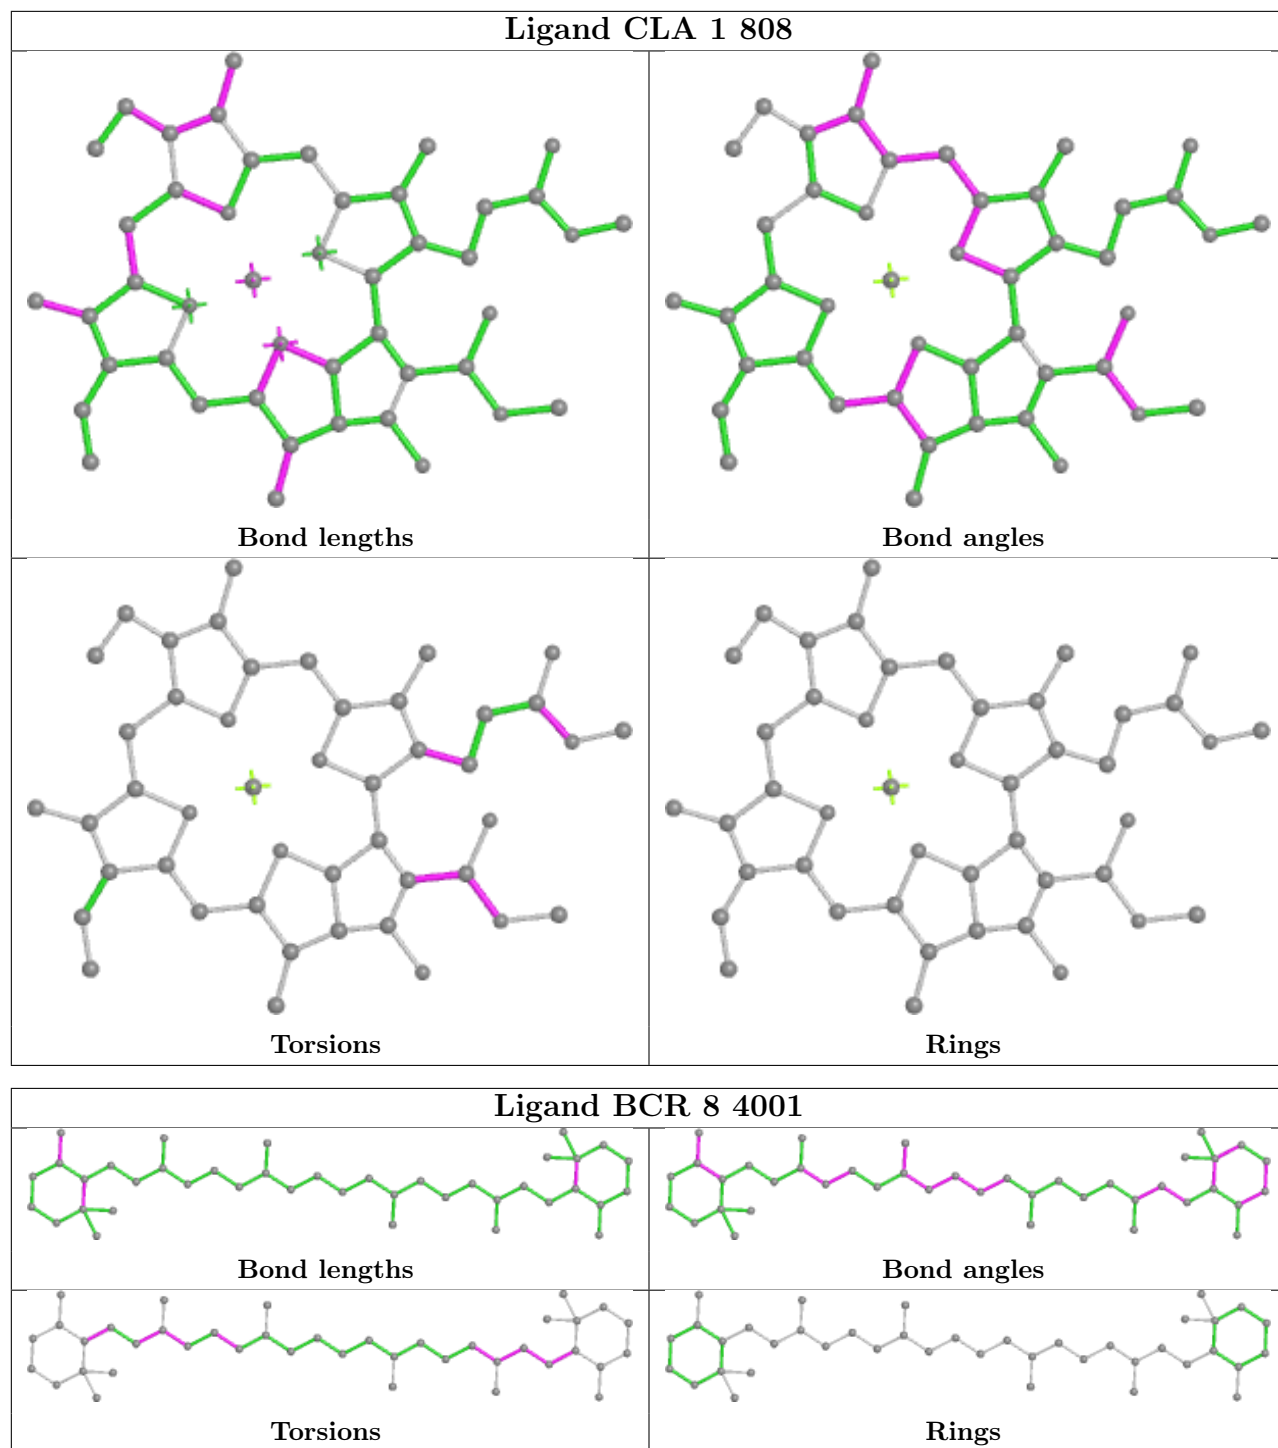 Ligand CLA 1 808
Bond lengths
Bond angles
Torsions
Rings
Ligand BCR 8 4001
Bond lengths
Bond angles
Torsions
Rings